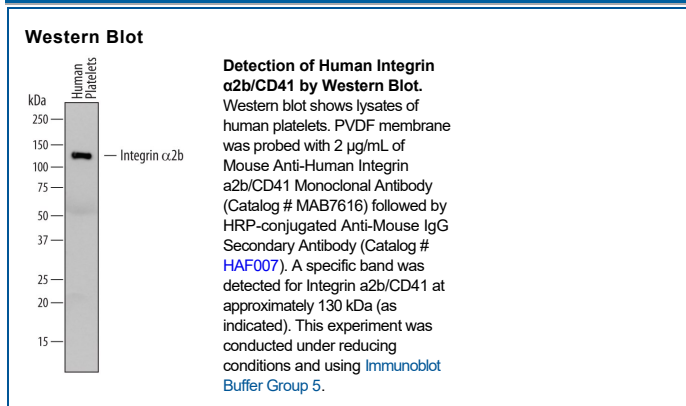 Western Blot
Human
Platelets
kDa
250
150
100
75
50
37
25
20
15
Integrin α2b
Detection of Human Integrin
α2b/CD41 by Western Blot.
Western blot shows lysates of
human platelets. PVDF membrane
was probed with 2 µg/mL of
Mouse Anti-Human Integrin
a2b/CD41 Monoclonal Antibody
(Catalog # MAB7616) followed by
HRP-conjugated Anti-Mouse IgG
Secondary Antibody (Catalog #
HAF007). A specific band was
detected for Integrin a2b/CD41 at
approximately 130 kDa (as
indicated). This experiment was
conducted under reducing
conditions and using Immunoblot
Buffer Group 5.